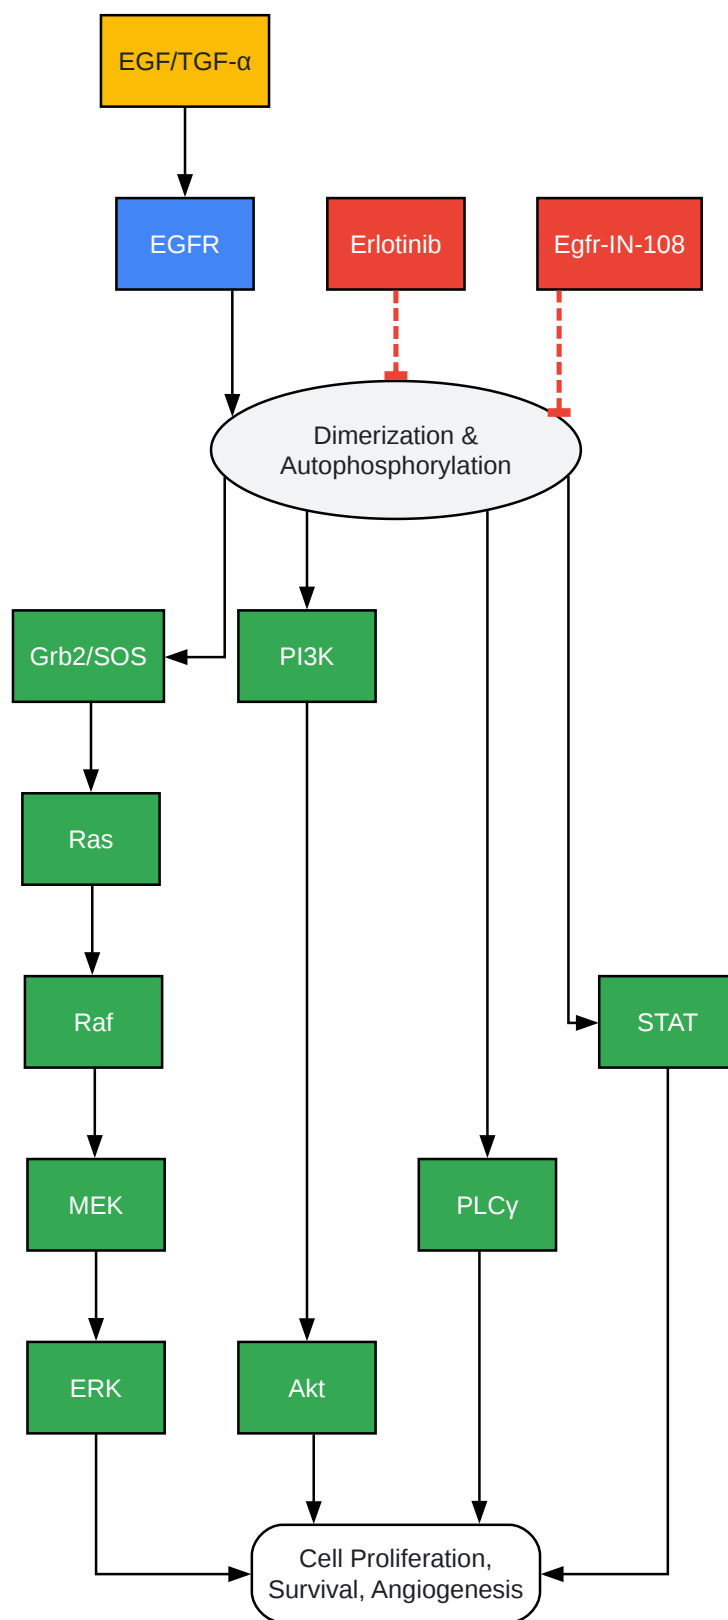 EGF/TGF-α
EGFR
Erlotinib
Egfr-IN-108
Dimerization &
Autophosphorylation
Grb2/SOS
PI3K
Ras
Raf
STAT
MEK
PLCγ
ERK
Akt
Cell Proliferation,
Survival, Angiogenesis